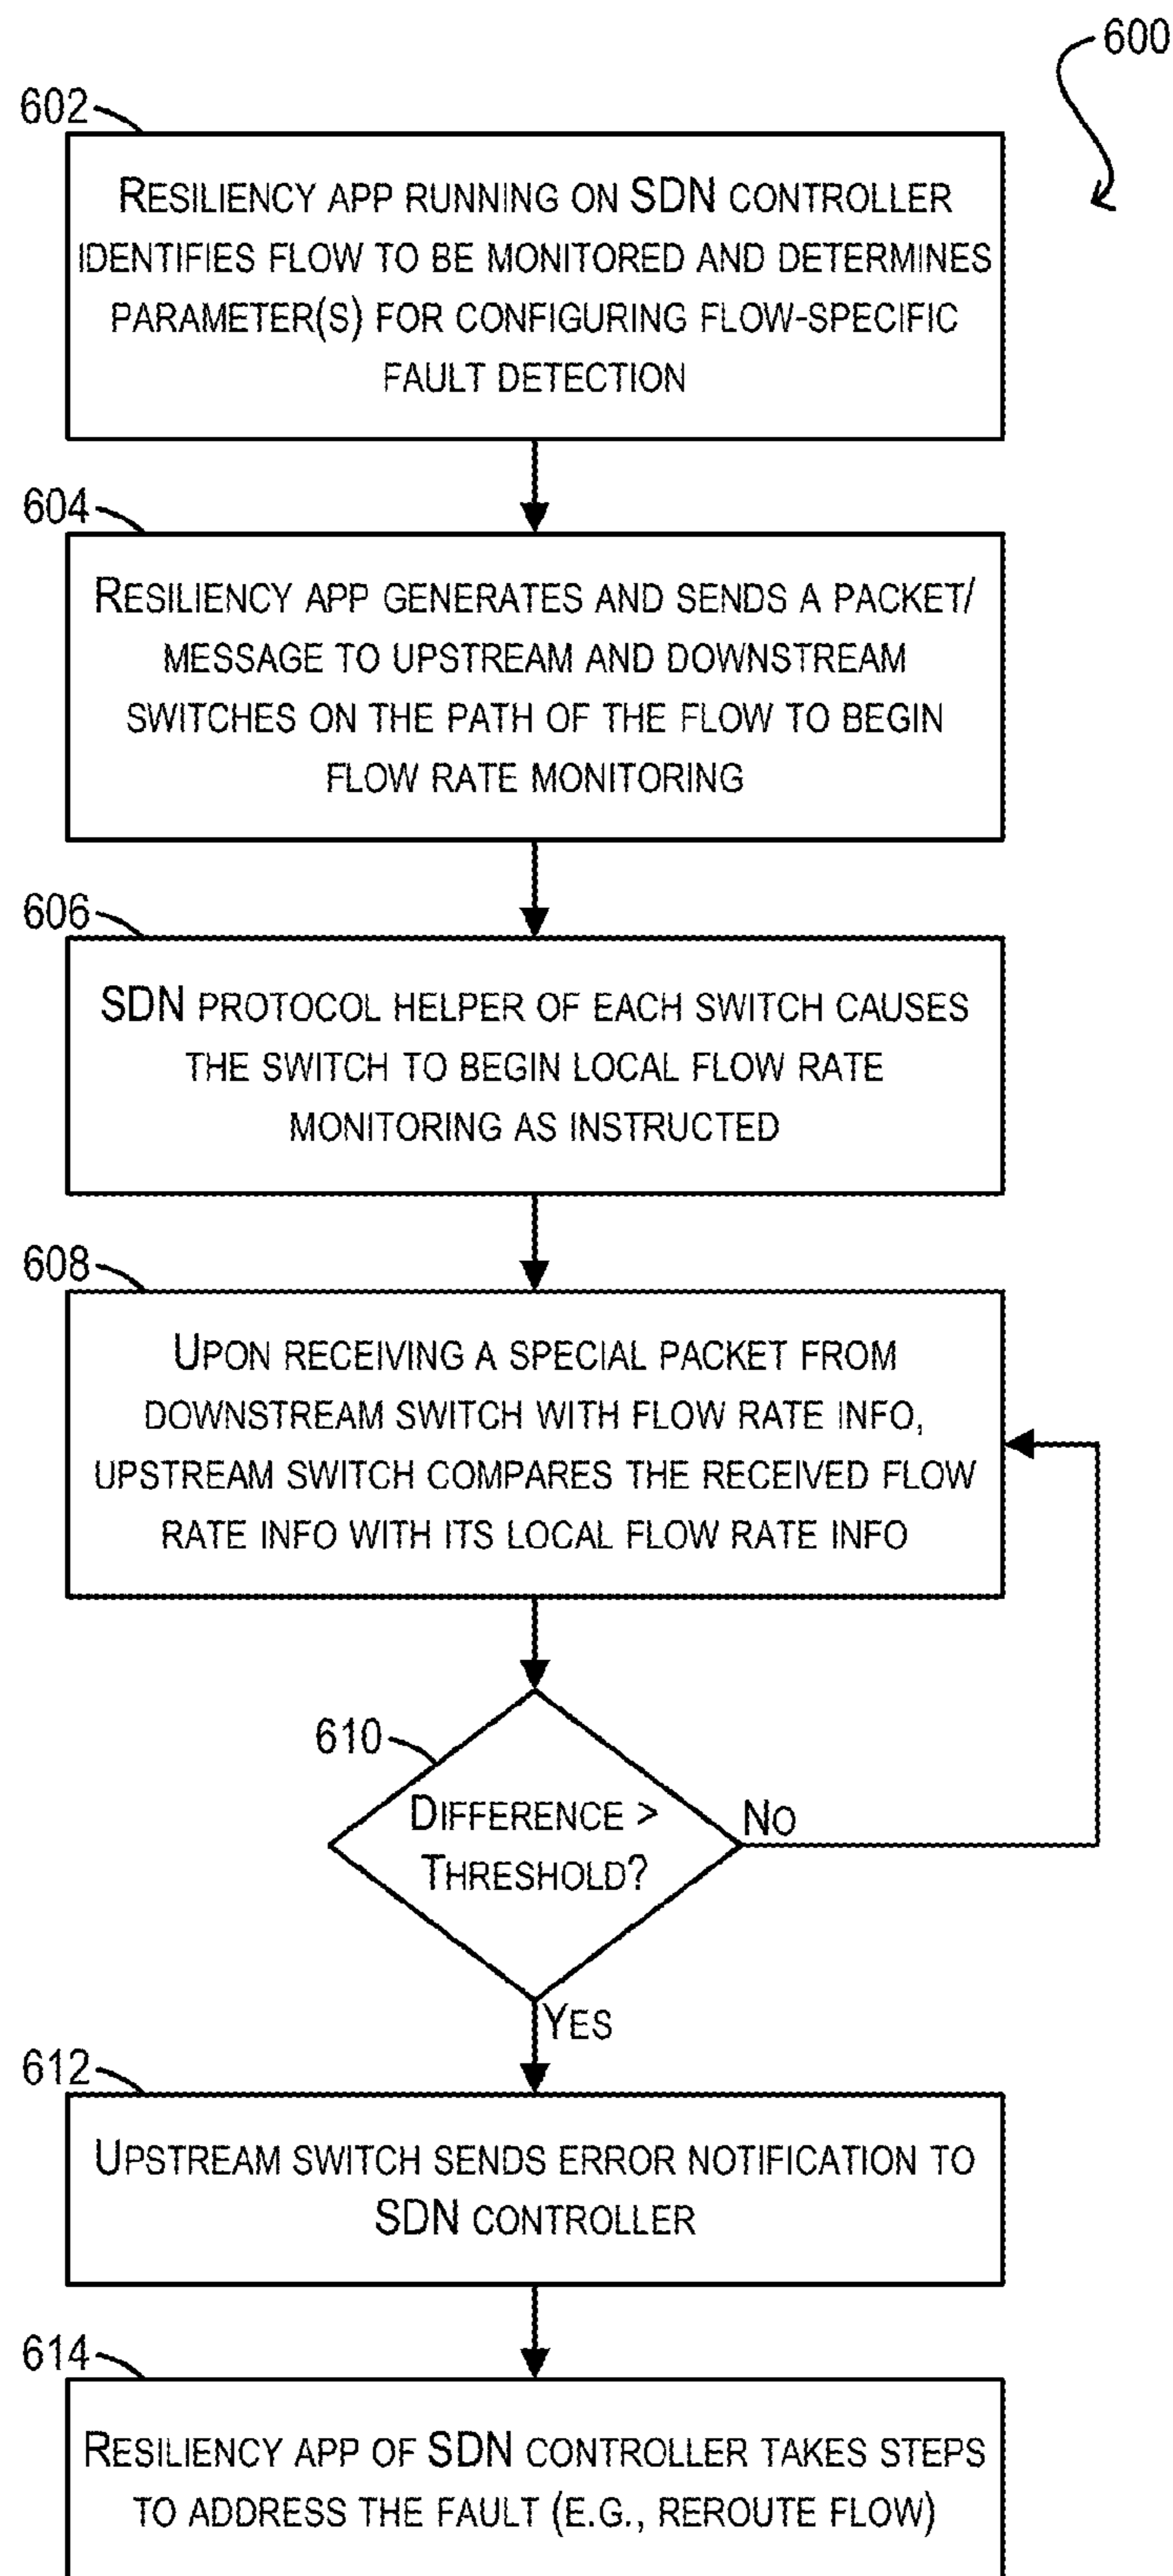 600
602
RESILIENCY APP RUNNING ON SDN CONTROLLER
IDENTIFIES FLOW TO BE MONITORED AND DETERMINES
PARAMETER(S) FOR CONFIGURING FLOW-SPECIFIC
FAULT DETECTION
604
RESILIENCY APP GENERATES AND SENDS A PACKET/
MESSAGE TO UPSTREAM AND DOWNSTREAM
SWITCHES ON THE PATH OF THE FLOW TO BEGIN
FLOW RATE MONITORING
606
SDN PROTOCOL HELPER OF EACH SWITCH CAUSES
THE SWITCH TO BEGIN LOCAL FLOW RATE
MONITORING AS INSTRUCTED
608
UPON RECEIVING A SPECIAL PACKET FROM
DOWNSTREAM SWITCH WITH FLOW RATE INFO,
UPSTREAM SWITCH COMPARES THE RECEIVED FLOW
RATE INFO WITH ITS LOCAL FLOW RATE INFO
610
DIFFERENCE >
THRESHOLD?
NO
YES
612
UPSTREAM SWITCH SENDS ERROR NOTIFICATION TO
SDN CONTROLLER
614
RESILIENCY APP OF SDN CONTROLLER TAKES STEPS
TO ADDRESS THE FAULT (E.G., REROUTE FLOW)